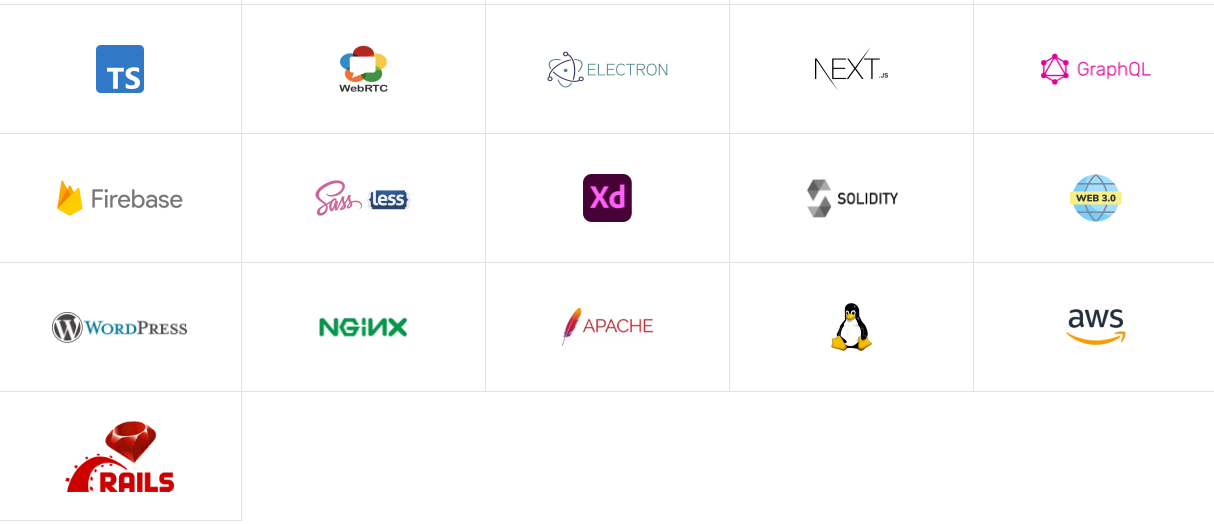 TS
WebRTC
ELECTRON
NEXT.JS
GraphQL
Firebase
Sass {less}
Xd
SOLIDITY
WEB 3.0
W WORDPRESS
NGINX
APACHE
aws
RAILS